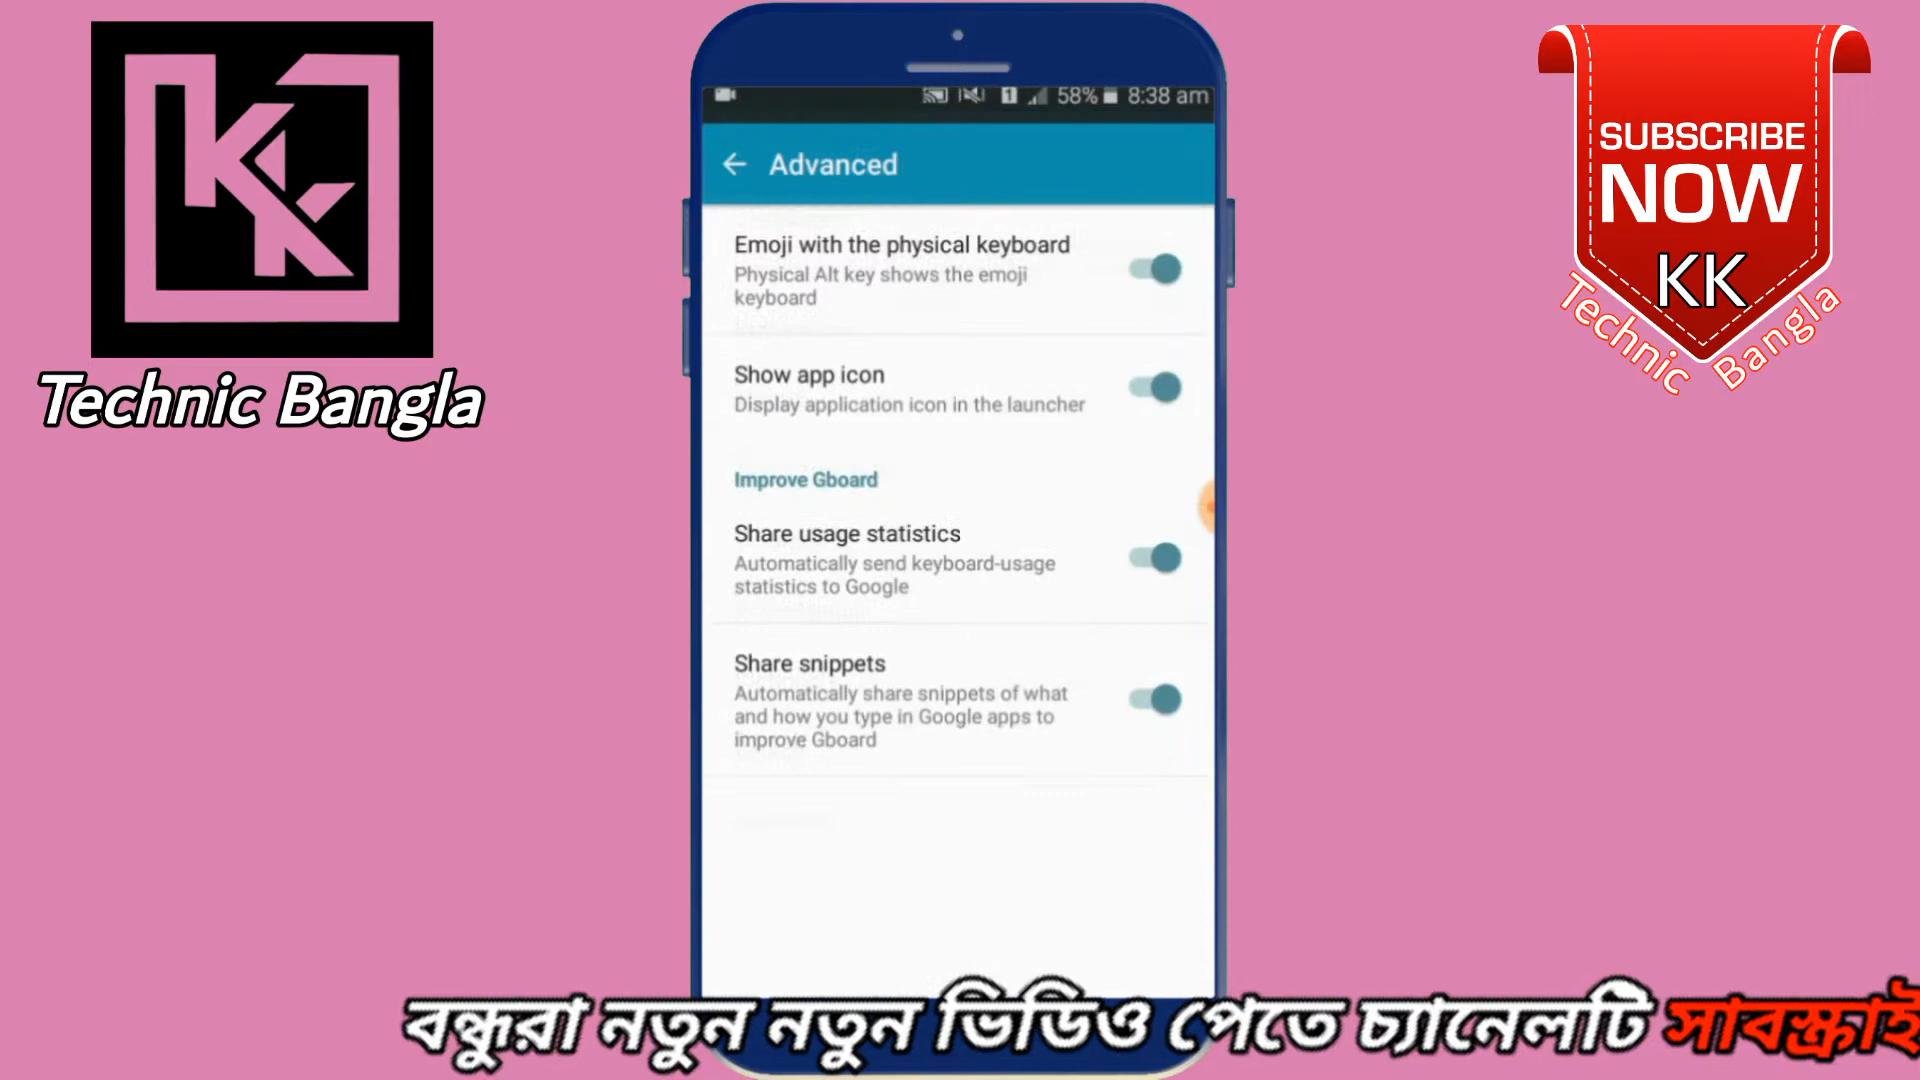 KK
Technic Bangla
1 58% 8:38 am
Advanced
Emoji with the physical keyboard
Physical Alt key shows the emoji
keyboard
Show app icon
Display application icon in the launcher
Improve Gboard
Share usage statistics
Automatically send keyboard-usage
statistics to Google
Share snippets
Automatically share snippets of what
and how you type in Google apps to
improve Gboard
SUBSCRIBE
NOW
KK
Technic Bangla
বন্ধুরা নতুন নতুন ভিডিও পেতে চ্যানেলটি সাবস্ক্রাই